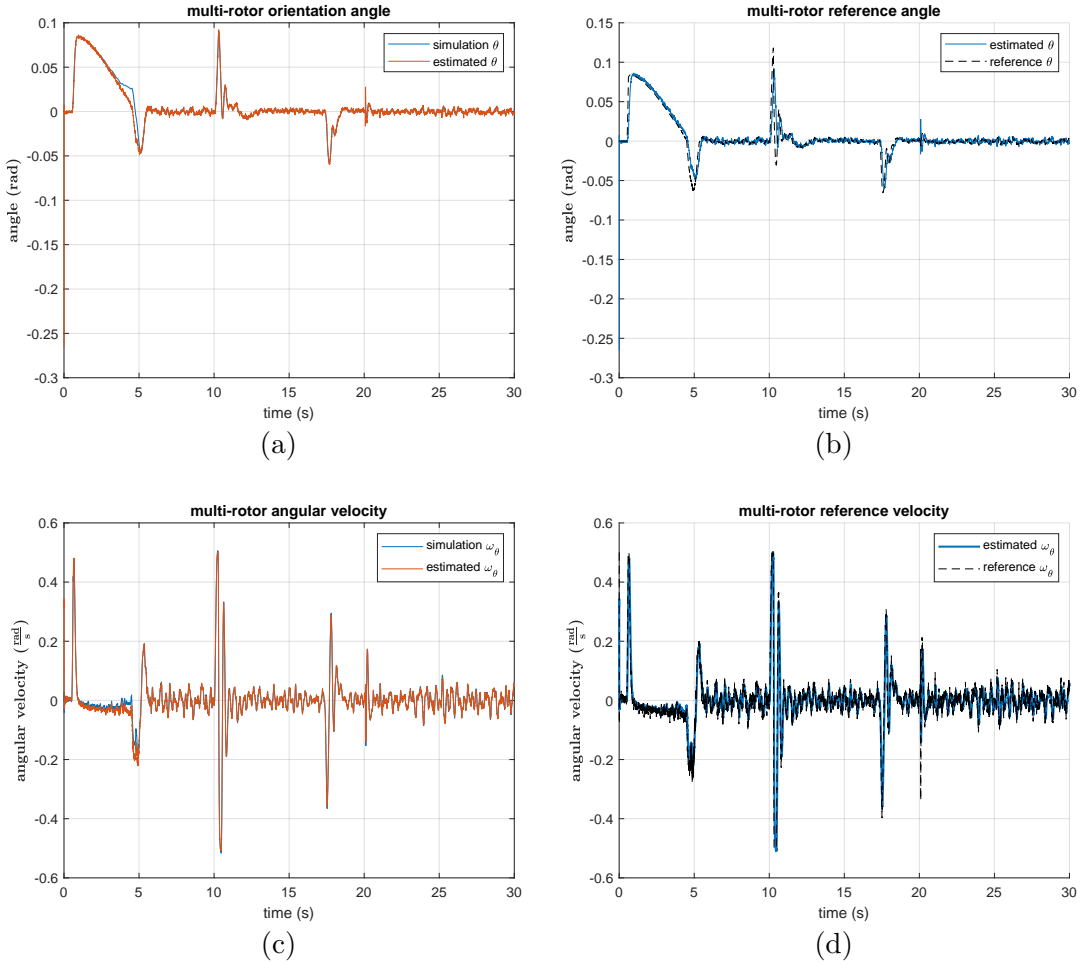 multi-rotor orientation angle
simulation θ
estimated θ
0.1
0.05
0
-0.05
-0.1
-0.15
-0.2
-0.25
-0.3
angle (rad)
0 5 10 15 20 25 30
time (s)
(a)
multi-rotor reference angle
estimated θ
reference θ
0.15
0.1
0.05
0
-0.05
-0.1
-0.15
-0.2
-0.25
-0.3
angle (rad)
0 5 10 15 20 25 30
time (s)
(b)
multi-rotor angular velocity
simulation ω_θ
estimated ω_θ
0.6
0.4
0.2
0
-0.2
-0.4
-0.6
angular velocity (rad/s)
0 5 10 15 20 25 30
time (s)
(c)
multi-rotor reference velocity
estimated ω_θ
reference ω_θ
0.6
0.4
0.2
0
-0.2
-0.4
-0.6
angular velocity (rad/s)
0 5 10 15 20 25 30
time (s)
(d)